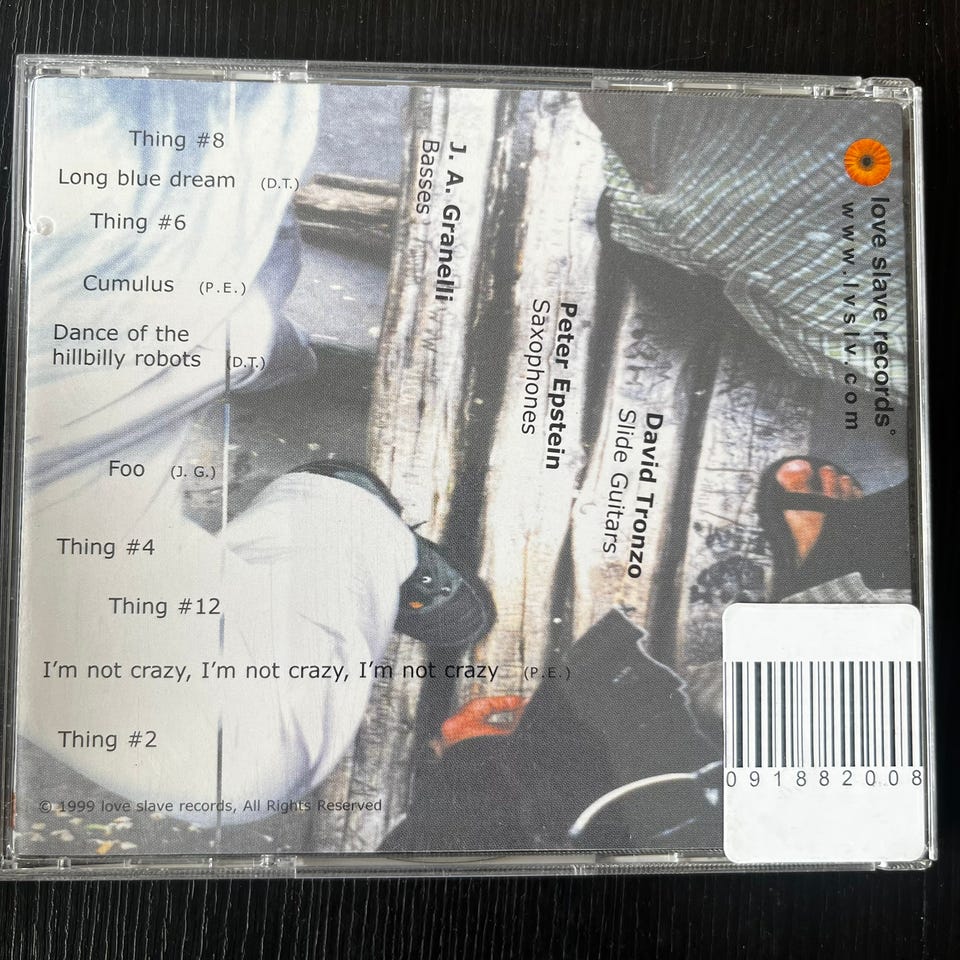 Thing #8
Long blue dream (D.T.)
Thing #6
Cumulus (P.E.)
Dance of the
hillbilly robots (D.T.)
Foo (J. G.)
Thing #4
Thing #12
I'm not crazy, I'm not crazy, I'm not crazy (P.E.)
Thing #2
© 1999 love slave records, All Rights Reserved
J. A. Granelli
Basses
Peter Epstein
Saxophones
David Tronzo
Slide Guitars
love slave records°
www.lvslv.com
091882008